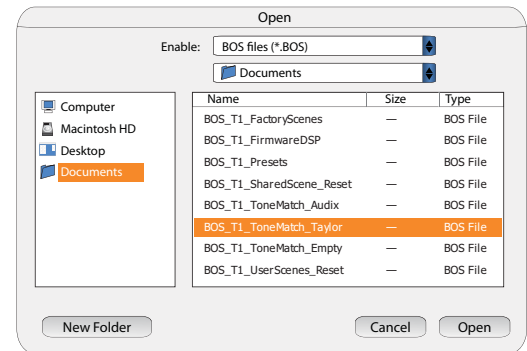 Open
Enable: BOS files (*.BOS)
Documents
Computer
Macintosh HD
Desktop
Documents
Name Size Type
BOS_T1_FactoryScenes — BOS File
BOS_T1_FirmwareDSP — BOS File
BOS_T1_Presets — BOS File
BOS_T1_SharedScene_Reset — BOS File
BOS_T1_ToneMatch_Audix — BOS File
BOS_T1_ToneMatch_Taylor — BOS File
BOS_T1_ToneMatch_Empty — BOS File
BOS_T1_UserScenes_Reset — BOS File
New Folder Cancel Open